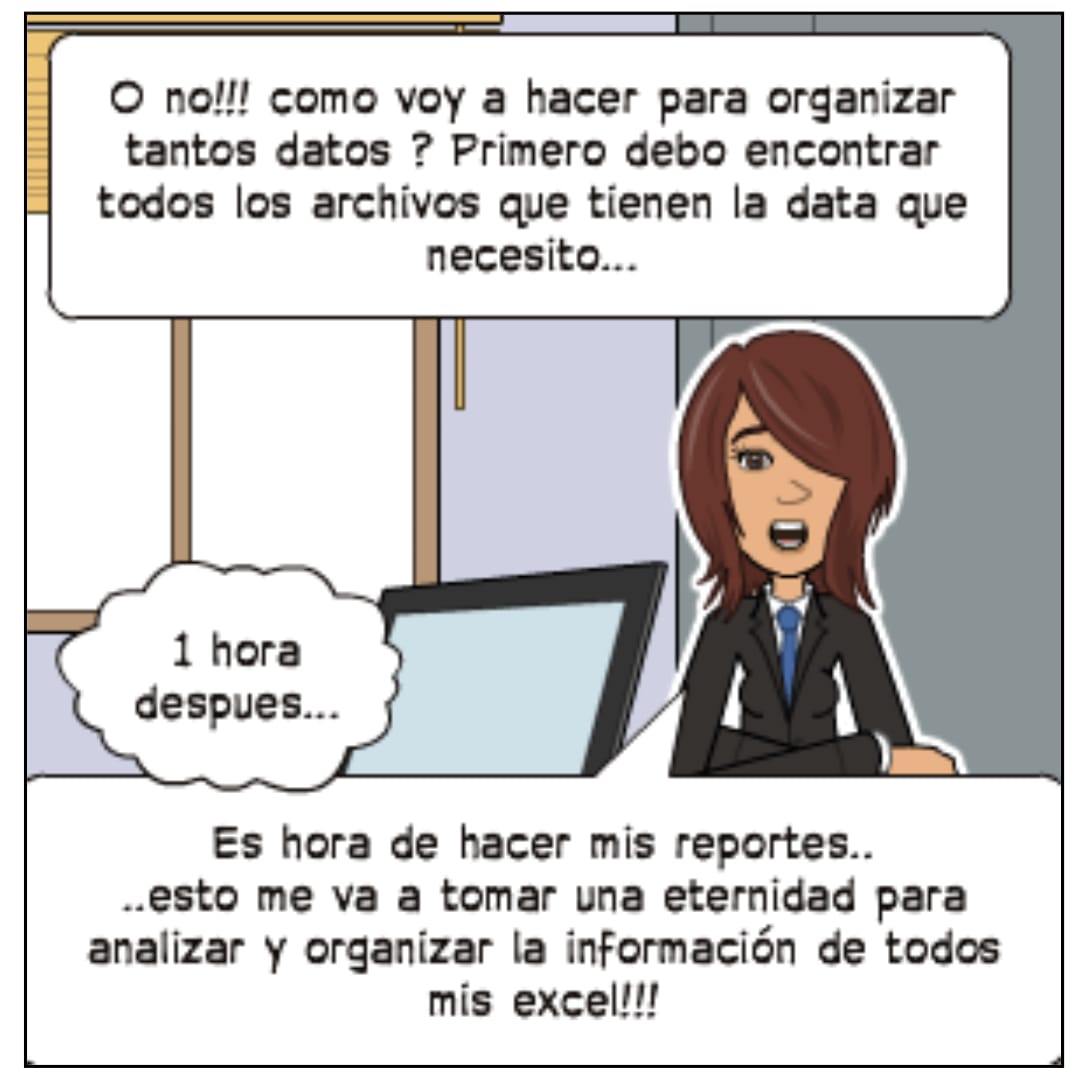 O no!!! como voy a hacer para organizar
tantos datos ? Primero debo encontrar
todos los archivos que tienen la data que
necesito...
1 hora
despues...
Es hora de hacer mis reportes..
..esto me va a tomar una eternidad para
analizar y organizar la información de todos
mis excel!!!